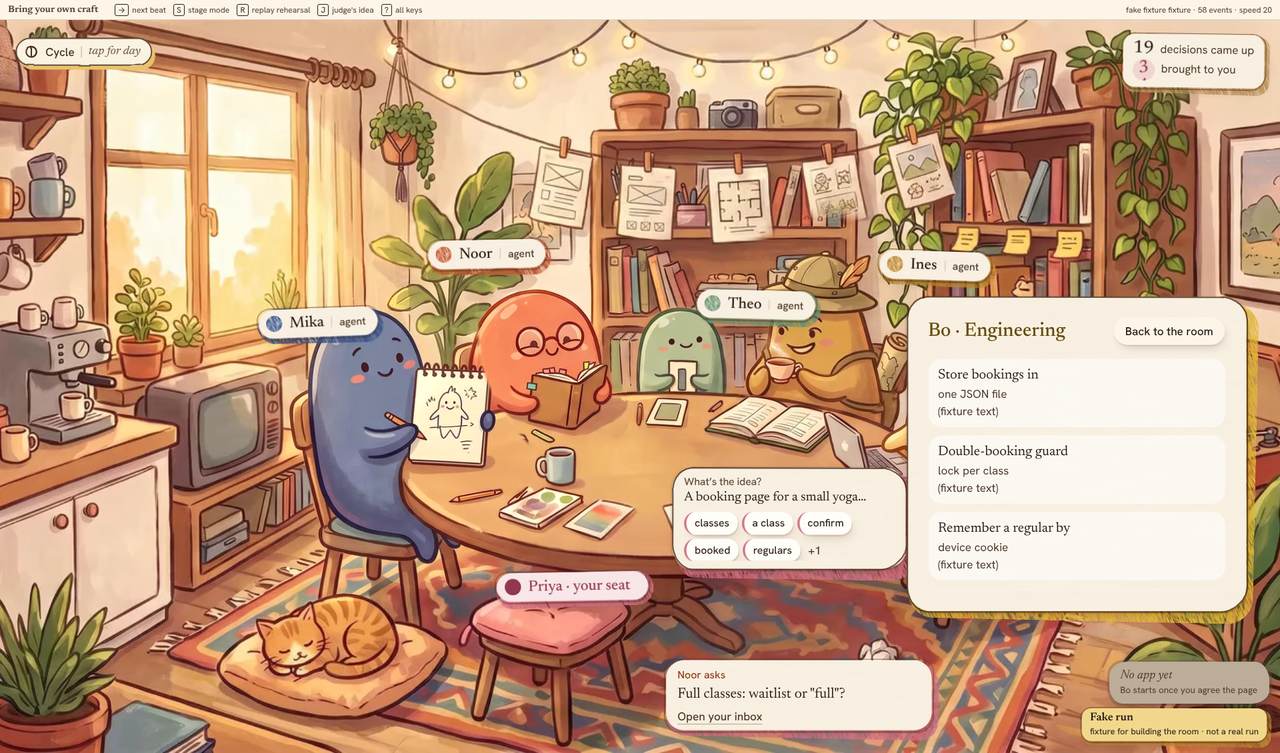 Bring your own craft → next beat S stage mode R replay rehearsal J judge's idea ? all keys fake fixture fixture · 58 events · speed 20
Cycle tap for day
19 decisions came up
3 brought to you
Noor agent
Ines agent
Theo agent
Mika agent
Bo · Engineering Back to the room
Store bookings in
one JSON file
(fixture text)
Double-booking guard
lock per class
(fixture text)
Remember a regular by
device cookie
(fixture text)
What's the idea?
A booking page for a small yoga...
classes a class confirm
booked regulars +1
Priya · your seat
Noor asks
Full classes: waitlist or "full"?
Open your inbox
No app yet
Bo starts once you agree the page
Fake run
fixture for building the room · not a real run